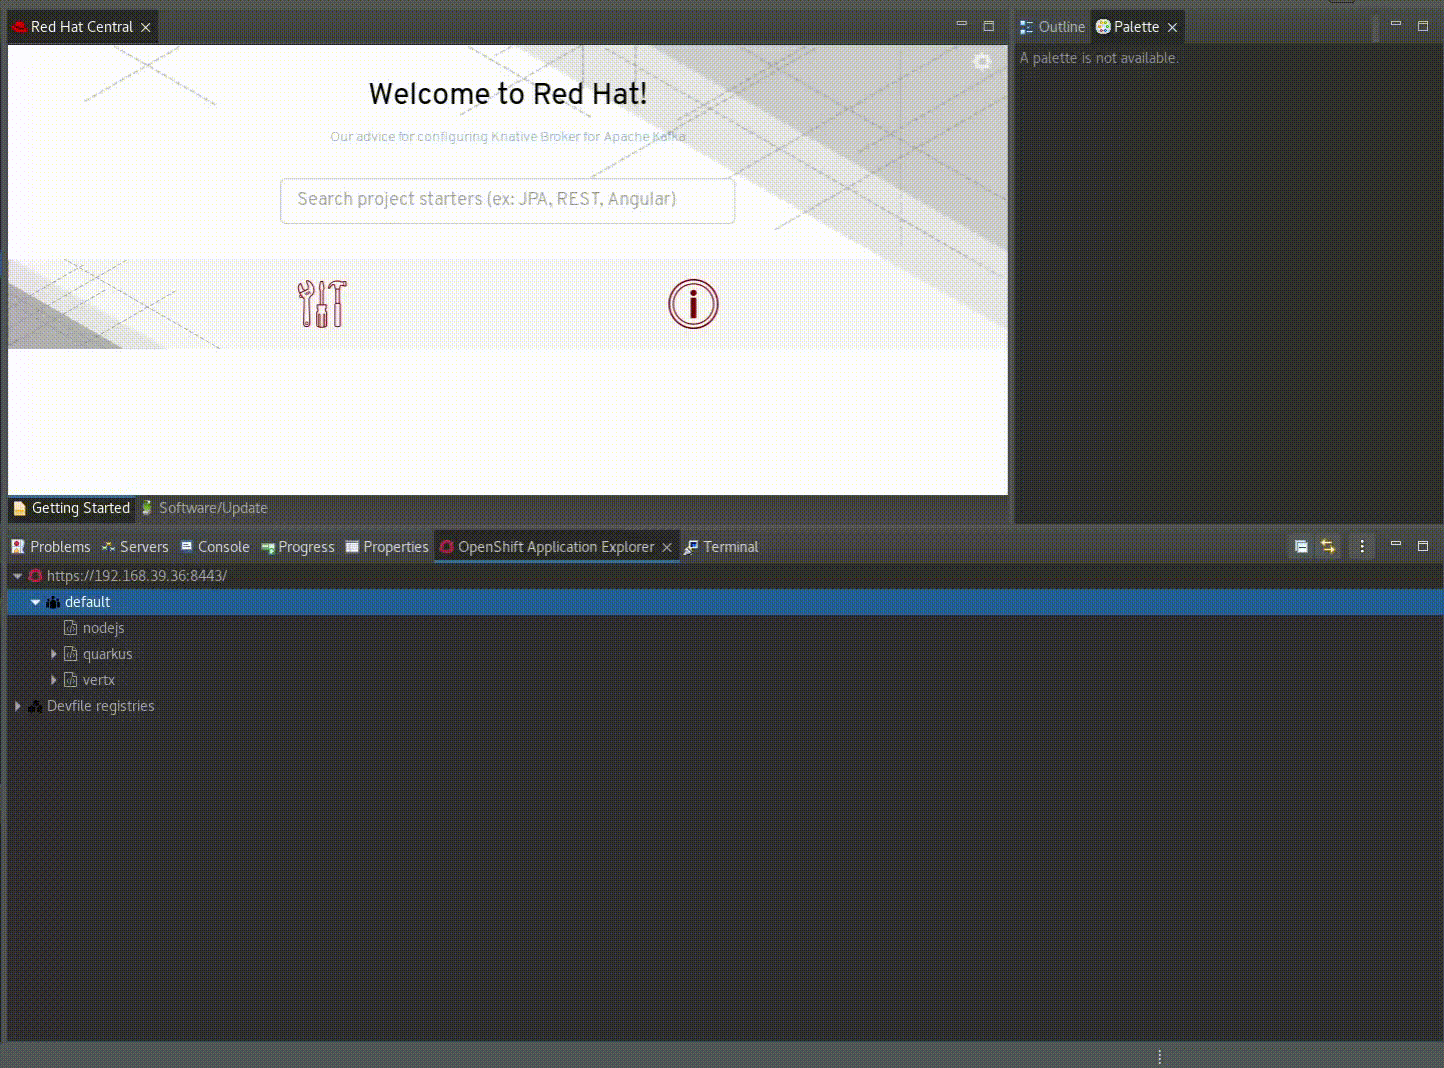 Red Hat Central
Outline Palette
A palette is not available.
Welcome to Red Hat!
Our advice for configuring Knative Broker for Apache Kafka
Search project starters (ex: JPA, REST, Angular)
Getting Started Software/Update
Problems Servers Console Progress Properties OpenShift Application Explorer Terminal
https://192.168.39.36:8443/
default
nodejs
quarkus
vertx
Devfile registries